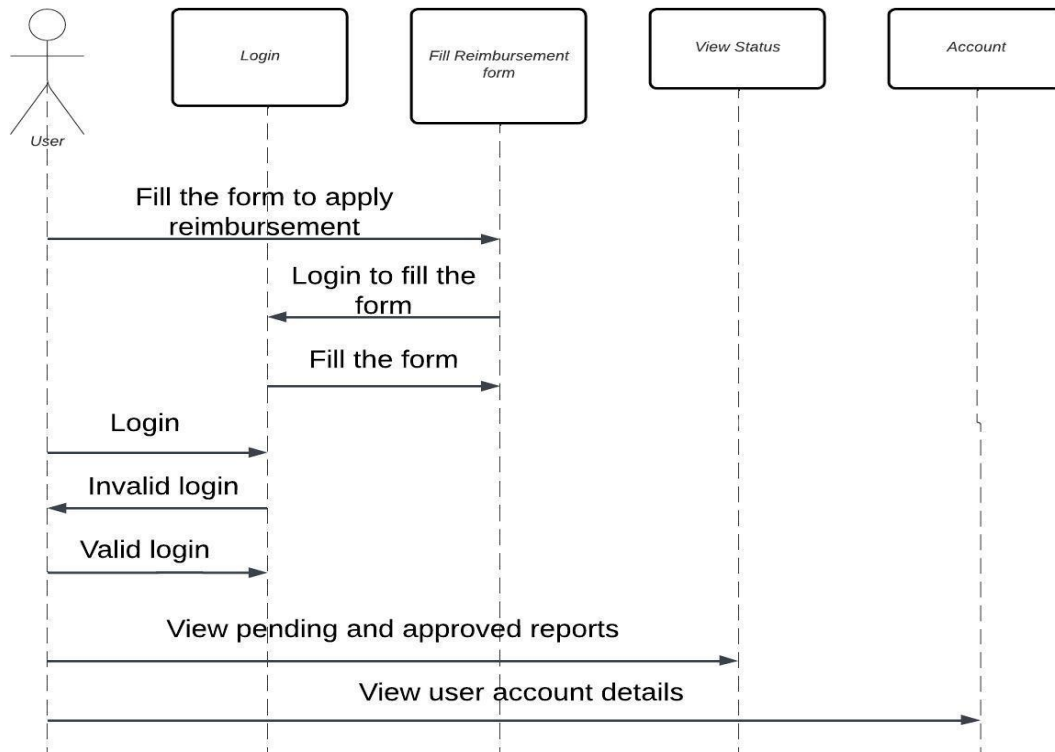 Login
Fill Reimbursement
form
View Status
Account
User
Fill the form to apply
reimbursement
Login to fill the
form
Fill the form
Login
Invalid login
Valid login
View pending and approved reports
View user account details